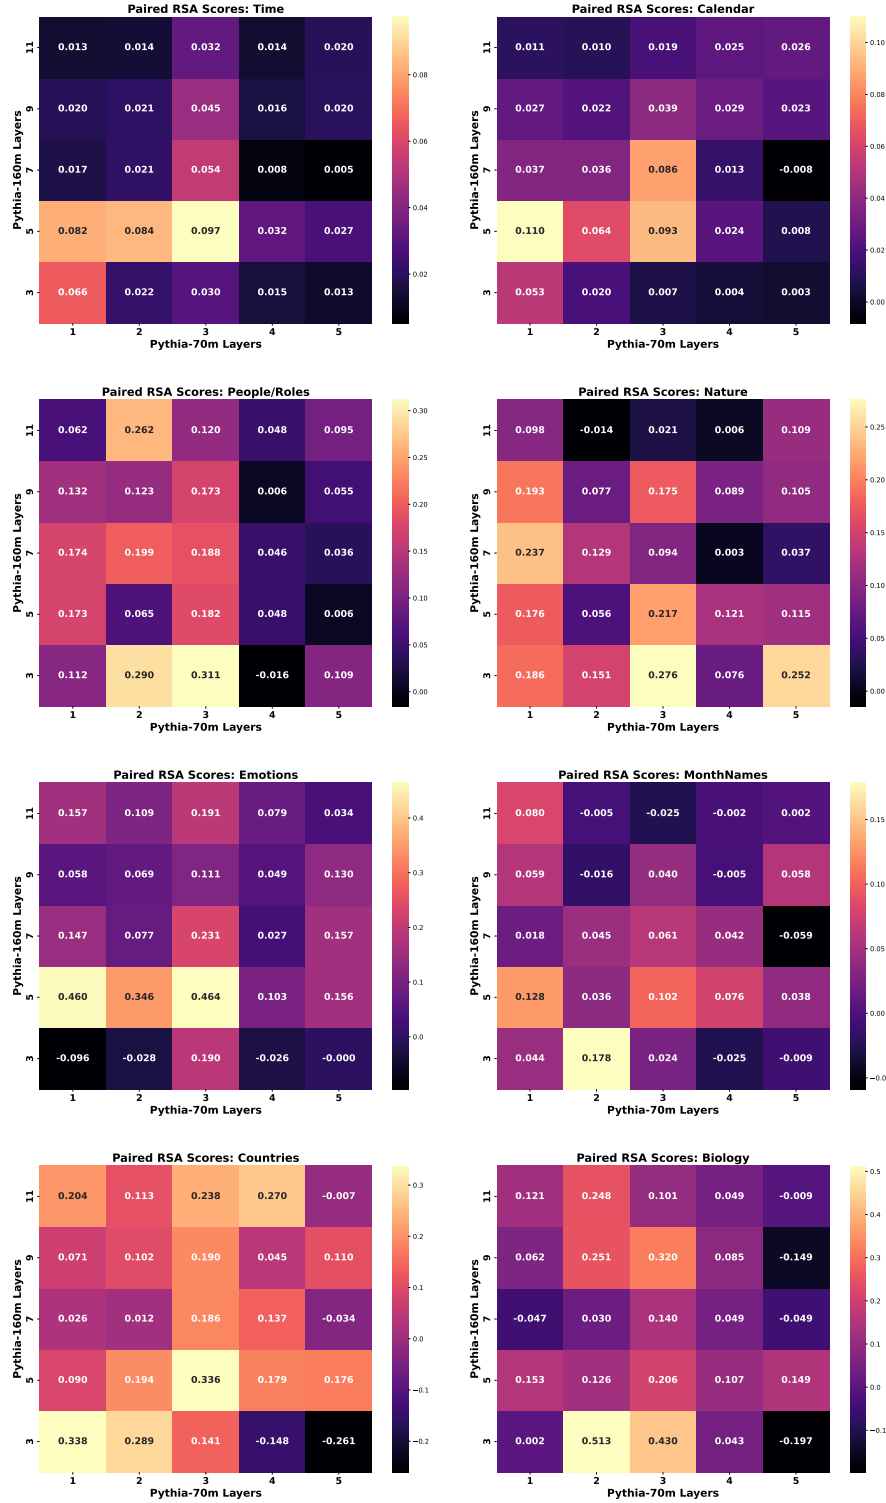 Paired RSA Scores: Time
Pythia-160m Layers
11 0.013 0.014 0.032 0.014 0.020
9 0.020 0.021 0.045 0.016 0.020
7 0.017 0.021 0.054 0.008 0.005
5 0.082 0.084 0.097 0.032 0.027
3 0.066 0.022 0.030 0.015 0.013
1 2 3 4 5
Pythia-70m Layers
0.08
0.06
0.04
0.02
Paired RSA Scores: Calendar
Pythia-160m Layers
11 0.011 0.010 0.019 0.025 0.026
9 0.027 0.022 0.039 0.029 0.023
7 0.037 0.036 0.086 0.013 -0.008
5 0.110 0.064 0.093 0.024 0.008
3 0.053 0.020 0.007 0.004 0.003
1 2 3 4 5
Pythia-70m Layers
0.10
0.08
0.06
0.04
0.02
0.00
Paired RSA Scores: People/Roles
Pythia-160m Layers
11 0.062 0.262 0.120 0.048 0.095
9 0.132 0.123 0.173 0.006 0.055
7 0.174 0.199 0.188 0.046 0.036
5 0.173 0.065 0.182 0.048 0.006
3 0.112 0.290 0.311 -0.016 0.109
1 2 3 4 5
Pythia-70m Layers
0.30
0.25
0.20
0.15
0.10
0.05
0.00
Paired RSA Scores: Nature
Pythia-160m Layers
11 0.098 -0.014 0.021 0.006 0.109
9 0.193 0.077 0.175 0.089 0.105
7 0.237 0.129 0.094 0.003 0.037
5 0.176 0.056 0.217 0.121 0.115
3 0.186 0.151 0.276 0.076 0.252
1 2 3 4 5
Pythia-70m Layers
0.25
0.20
0.15
0.10
0.05
0.00
Paired RSA Scores: Emotions
Pythia-160m Layers
11 0.157 0.109 0.191 0.079 0.034
9 0.058 0.069 0.111 0.049 0.130
7 0.147 0.077 0.231 0.027 0.157
5 0.460 0.346 0.464 0.103 0.156
3 -0.096 -0.028 0.190 -0.026 -0.000
1 2 3 4 5
Pythia-70m Layers
0.4
0.3
0.2
0.1
0.0
Paired RSA Scores: MonthNames
Pythia-160m Layers
11 0.080 -0.005 -0.025 -0.002 0.002
9 0.059 -0.016 0.040 -0.005 0.058
7 0.018 0.045 0.061 0.042 -0.059
5 0.128 0.036 0.102 0.076 0.038
3 0.044 0.178 0.024 -0.025 -0.009
1 2 3 4 5
Pythia-70m Layers
0.15
0.10
0.05
0.00
−0.0
Paired RSA Scores: Countries
Pythia-160m Layers
11 0.204 0.113 0.238 0.270 -0.007
9 0.071 0.102 0.190 0.045 0.110
7 0.026 0.012 0.186 0.137 -0.034
5 0.090 0.194 0.336 0.179 0.176
3 0.338 0.289 0.141 -0.148 -0.261
1 2 3 4 5
Pythia-70m Layers
0.3
0.2
0.1
0.0
−0.1
−0.2
Paired RSA Scores: Biology
Pythia-160m Layers
11 0.121 0.248 0.101 0.049 -0.009
9 0.062 0.251 0.320 0.085 -0.149
7 -0.047 0.030 0.140 0.049 -0.049
5 0.153 0.126 0.206 0.107 0.149
3 0.002 0.513 0.430 0.043 -0.197
1 2 3 4 5
Pythia-70m Layers
0.5
0.4
0.3
0.2
0.1
0.0
−0.1